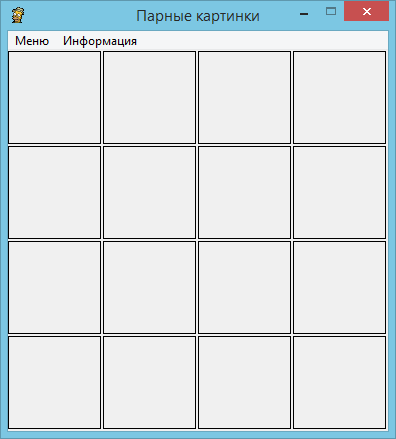 Парные картинки
Меню Информация